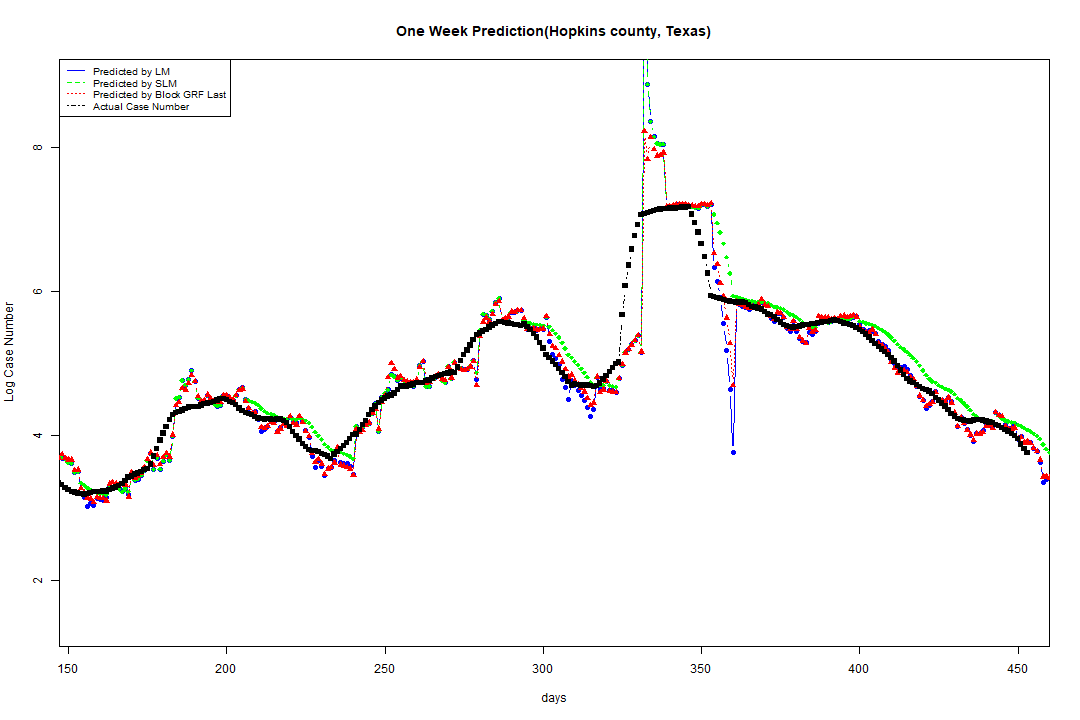 One Week Prediction(Hopkins county, Texas)
Predicted by LM
Predicted by SLM
Predicted by Block GRF Last
Actual Case Number
Log Case Number
8
6
4
2
150 200 250 300 350 400 450
days